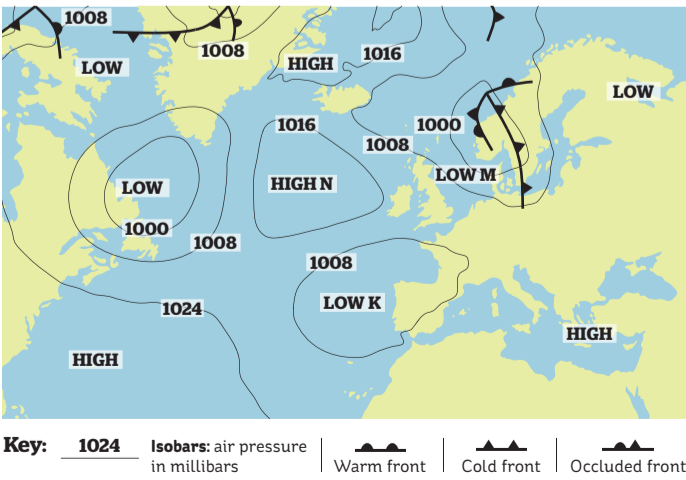 1008
1008
1016
LOW
HIGH
LOW
1016
1000
1008
LOW
HIGH N
LOW M
1000
1008
1008
LOW K
1024
HIGH
HIGH
Key: 1024 Isobars: air pressure
in millibars
Warm front
Cold front
Occluded front